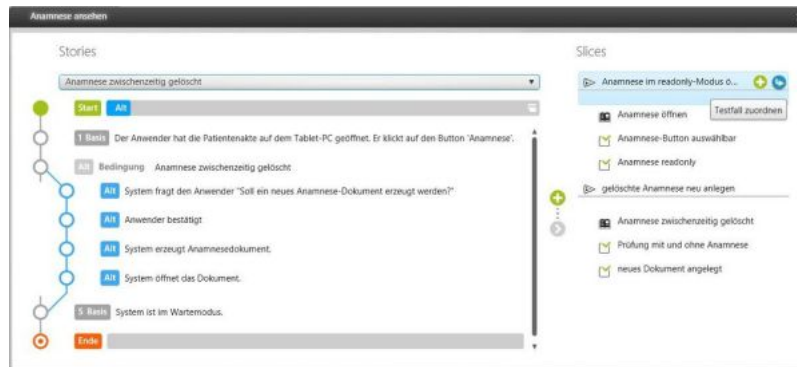 Anamnese ansehen
Stories
Anamnese zwischenzeitig gelöscht
Start Alt
1 Basis Der Anwender hat die Patientenakte auf dem Tablet-PC geöffnet. Er klickt auf den Button 'Anamnese'.
Alt Bedingung Anamnese zwischenzeitig gelöscht
Alt System fragt den Anwender "Soll ein neues Anamnese-Dokument erzeugt werden?"
Alt Anwender bestätigt
Alt System erzeugt Anamnesedokument.
Alt System öffnet das Dokument.
5 Basis System ist im Wartemodus.
Ende
Slices
Anamnese im readonly-Modus ö...
Testfall zuordnen
Anamnese öffnen
Anamnese-Button auswählbar
Anamnese readonly
gelöschte Anamnese neu anlegen
Anamnese zwischenzeitig gelöscht
Prüfung mit und ohne Anamnese
neues Dokument angelegt